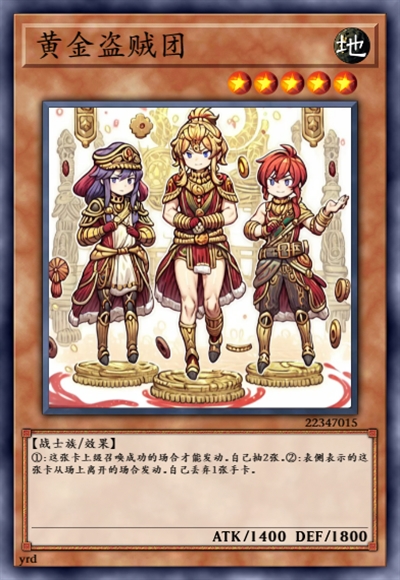 黄金盗贼团
地
22347015
【战士族/效果】
①:这张卡上级召唤成功的场合才能发动。自己抽2张。②:表侧表示的这
张卡从场上离开的场合发动。自己丢弃1张手卡。
ATK/1400 DEF/1800
yrd